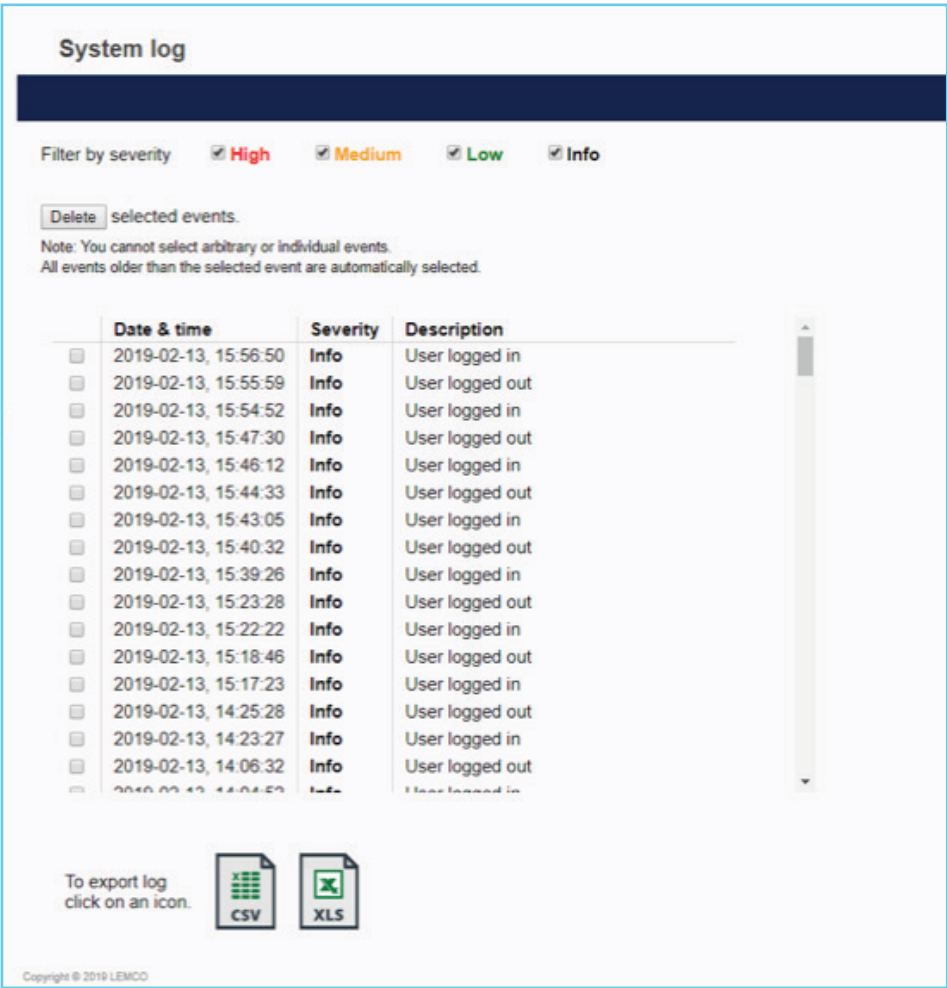 System log
Filter by severity High Medium Low Info
Delete selected events.
Note: You cannot select arbitrary or individual events.
All events older than the selected event are automatically selected.
Date & time Severity Description
2019-02-13, 15:56:50 Info User logged in
2019-02-13, 15:55:59 Info User logged out
2019-02-13, 15:54:52 Info User logged in
2019-02-13, 15:47:30 Info User logged out
2019-02-13, 15:46:12 Info User logged in
2019-02-13, 15:44:33 Info User logged out
2019-02-13, 15:43:05 Info User logged in
2019-02-13, 15:40:32 Info User logged out
2019-02-13, 15:39:26 Info User logged in
2019-02-13, 15:23:28 Info User logged out
2019-02-13, 15:22:22 Info User logged in
2019-02-13, 15:18:46 Info User logged out
2019-02-13, 15:17:23 Info User logged in
2019-02-13, 14:25:28 Info User logged out
2019-02-13, 14:23:27 Info User logged in
2019-02-13, 14:06:32 Info User logged out
To export log
click on an icon.
CSV XLS
Copyright © 2019 LEMCO